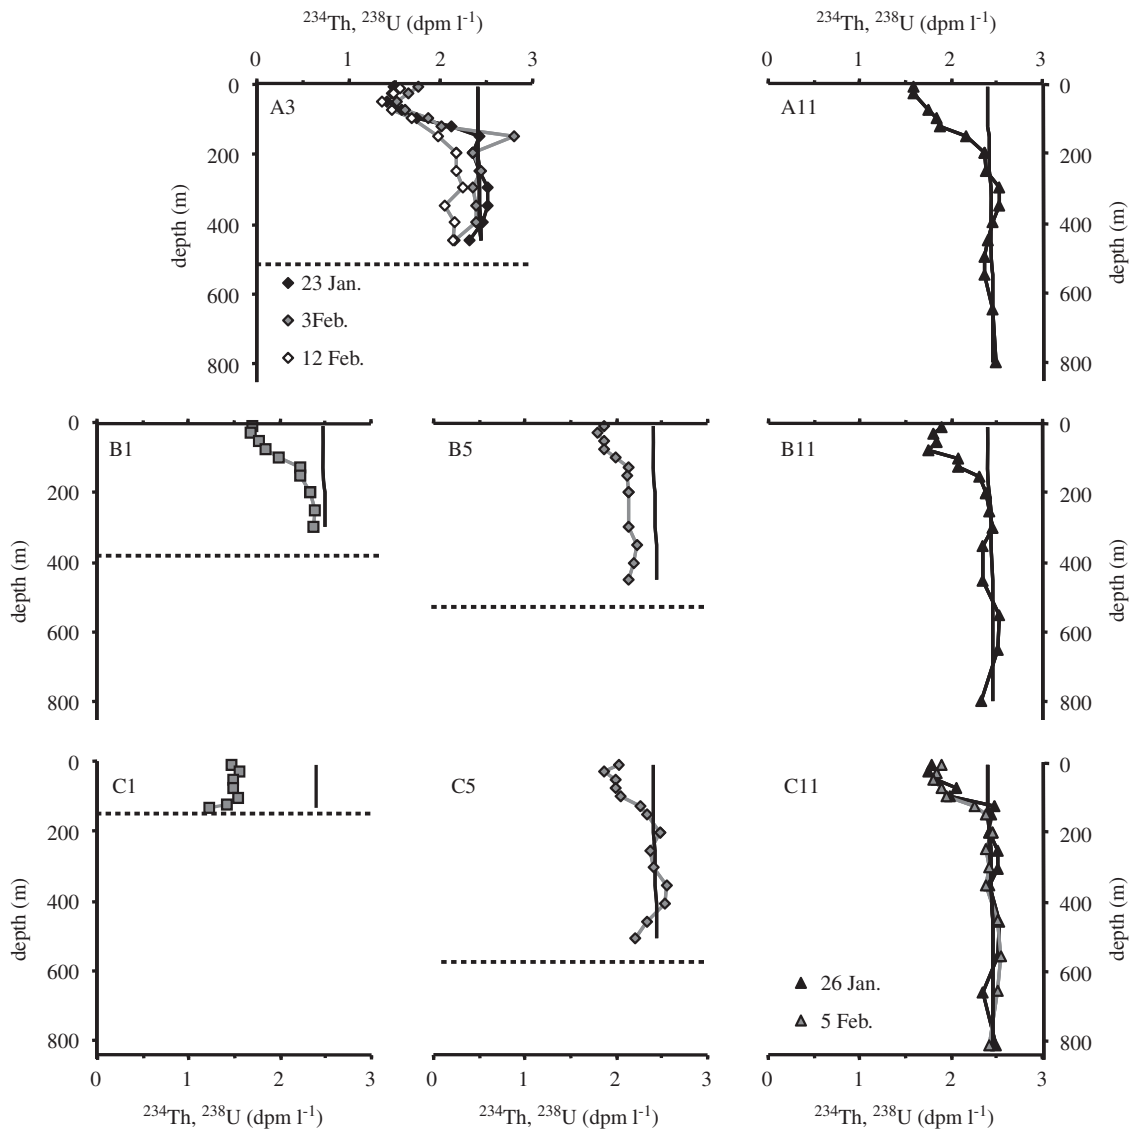 ²³⁴Th, ²³⁸U (dpm l⁻¹) ²³⁴Th, ²³⁸U (dpm l⁻¹)
0 1 2 3 0 1 2 3
0 A3 A11 0
200 200
depth (m) depth (m)
400 400
23 Jan.
600 3Feb. 600
12 Feb.
800 800
0 B1 B5 B11 0
200 200
depth (m) depth (m)
400 400
600 600
800 800
0 C1 C5 C11 0
200 200
depth (m) depth (m)
400 400
600 600
26 Jan.
5 Feb.
800 800
0 1 2 3 0 1 2 3 0 1 2 3
²³⁴Th, ²³⁸U (dpm l⁻¹) ²³⁴Th, ²³⁸U (dpm l⁻¹) ²³⁴Th, ²³⁸U (dpm l⁻¹)